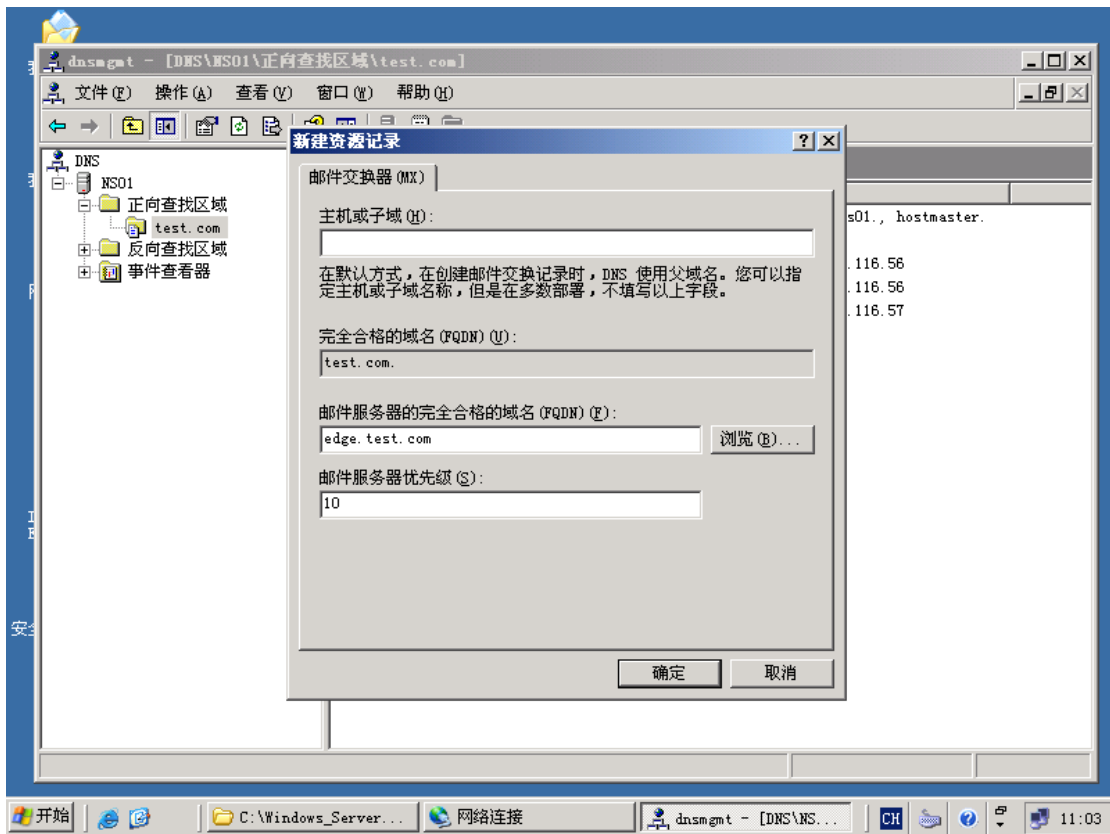 dnsmgmt - [DNS\NS01\正向查找区域\test.com]
文件(F) 操作(A) 查看(V) 窗口(W) 帮助(H)
DNS
NS01
正向查找区域
test.com
反向查找区域
事件查看器
新建资源记录
邮件交换器(MX)
主机或子域(H):
在默认方式，在创建邮件交换记录时，DNS 使用父域名。您可以指
定主机或子域名称，但是在多数部署，不填写以上字段。
完全合格的域名(FQDN)(U):
test.com.
邮件服务器的完全合格的域名(FQDN)(F):
edge.test.com
浏览(B)...
邮件服务器优先级(S):
10
确定 取消
s01., hostmaster.
.116.56
.116.56
.116.57
安全
开始 C:\Windows_Server... 网络连接 dnsmgmt - [DNS\NS... CH 11:03